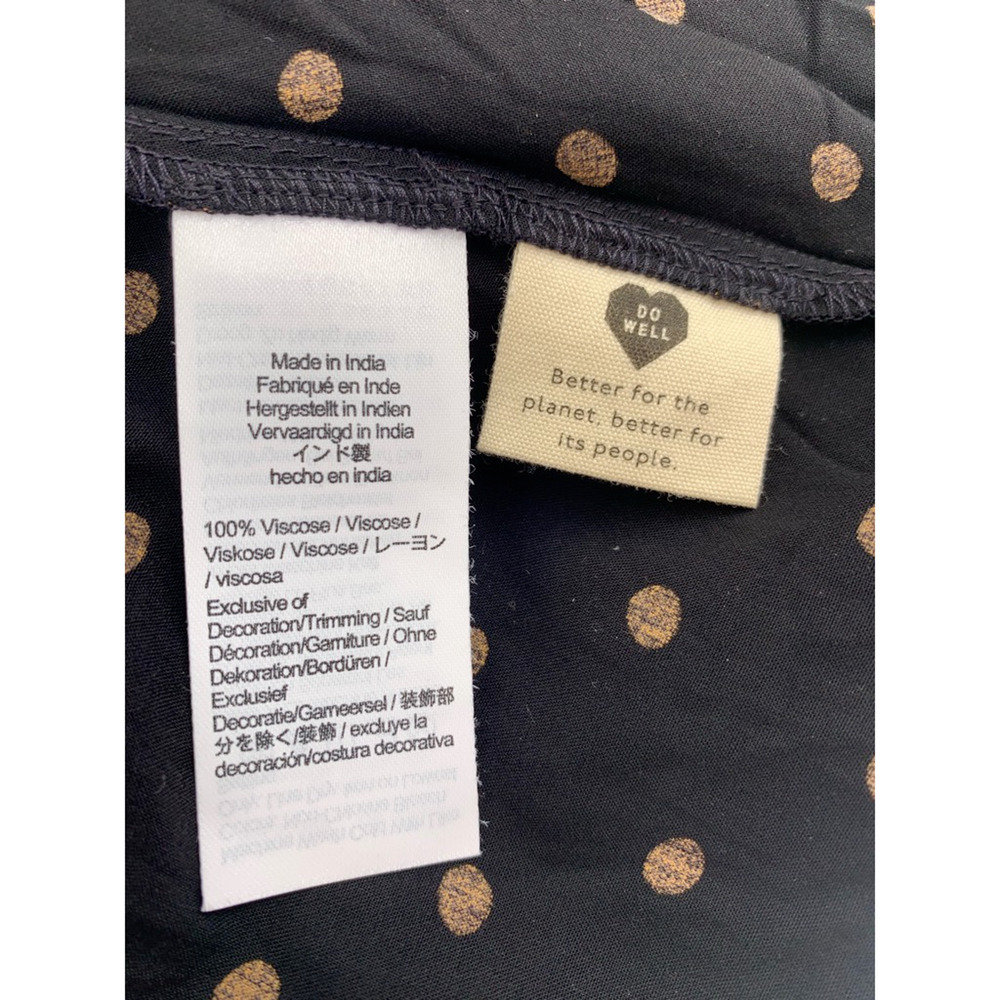 Made in India
Fabriqué en Inde
Hergestellt in Indien
Vervaardigd in India
インド製
hecho en india
100% Viscose / Viscose /
Viskose / Viscose / レーヨン
/ viscosa
Exclusive of
Decoration/Trimming / Sauf
Décoration/Garniture / Ohne
Dekoration/Bordüren /
Exclusief
Decoratie/Garneersel / 装飾部
分を除く/装飾 / excluye la
decoración/costura decorativa
DO
WELL
Better for the
planet, better for
its people.